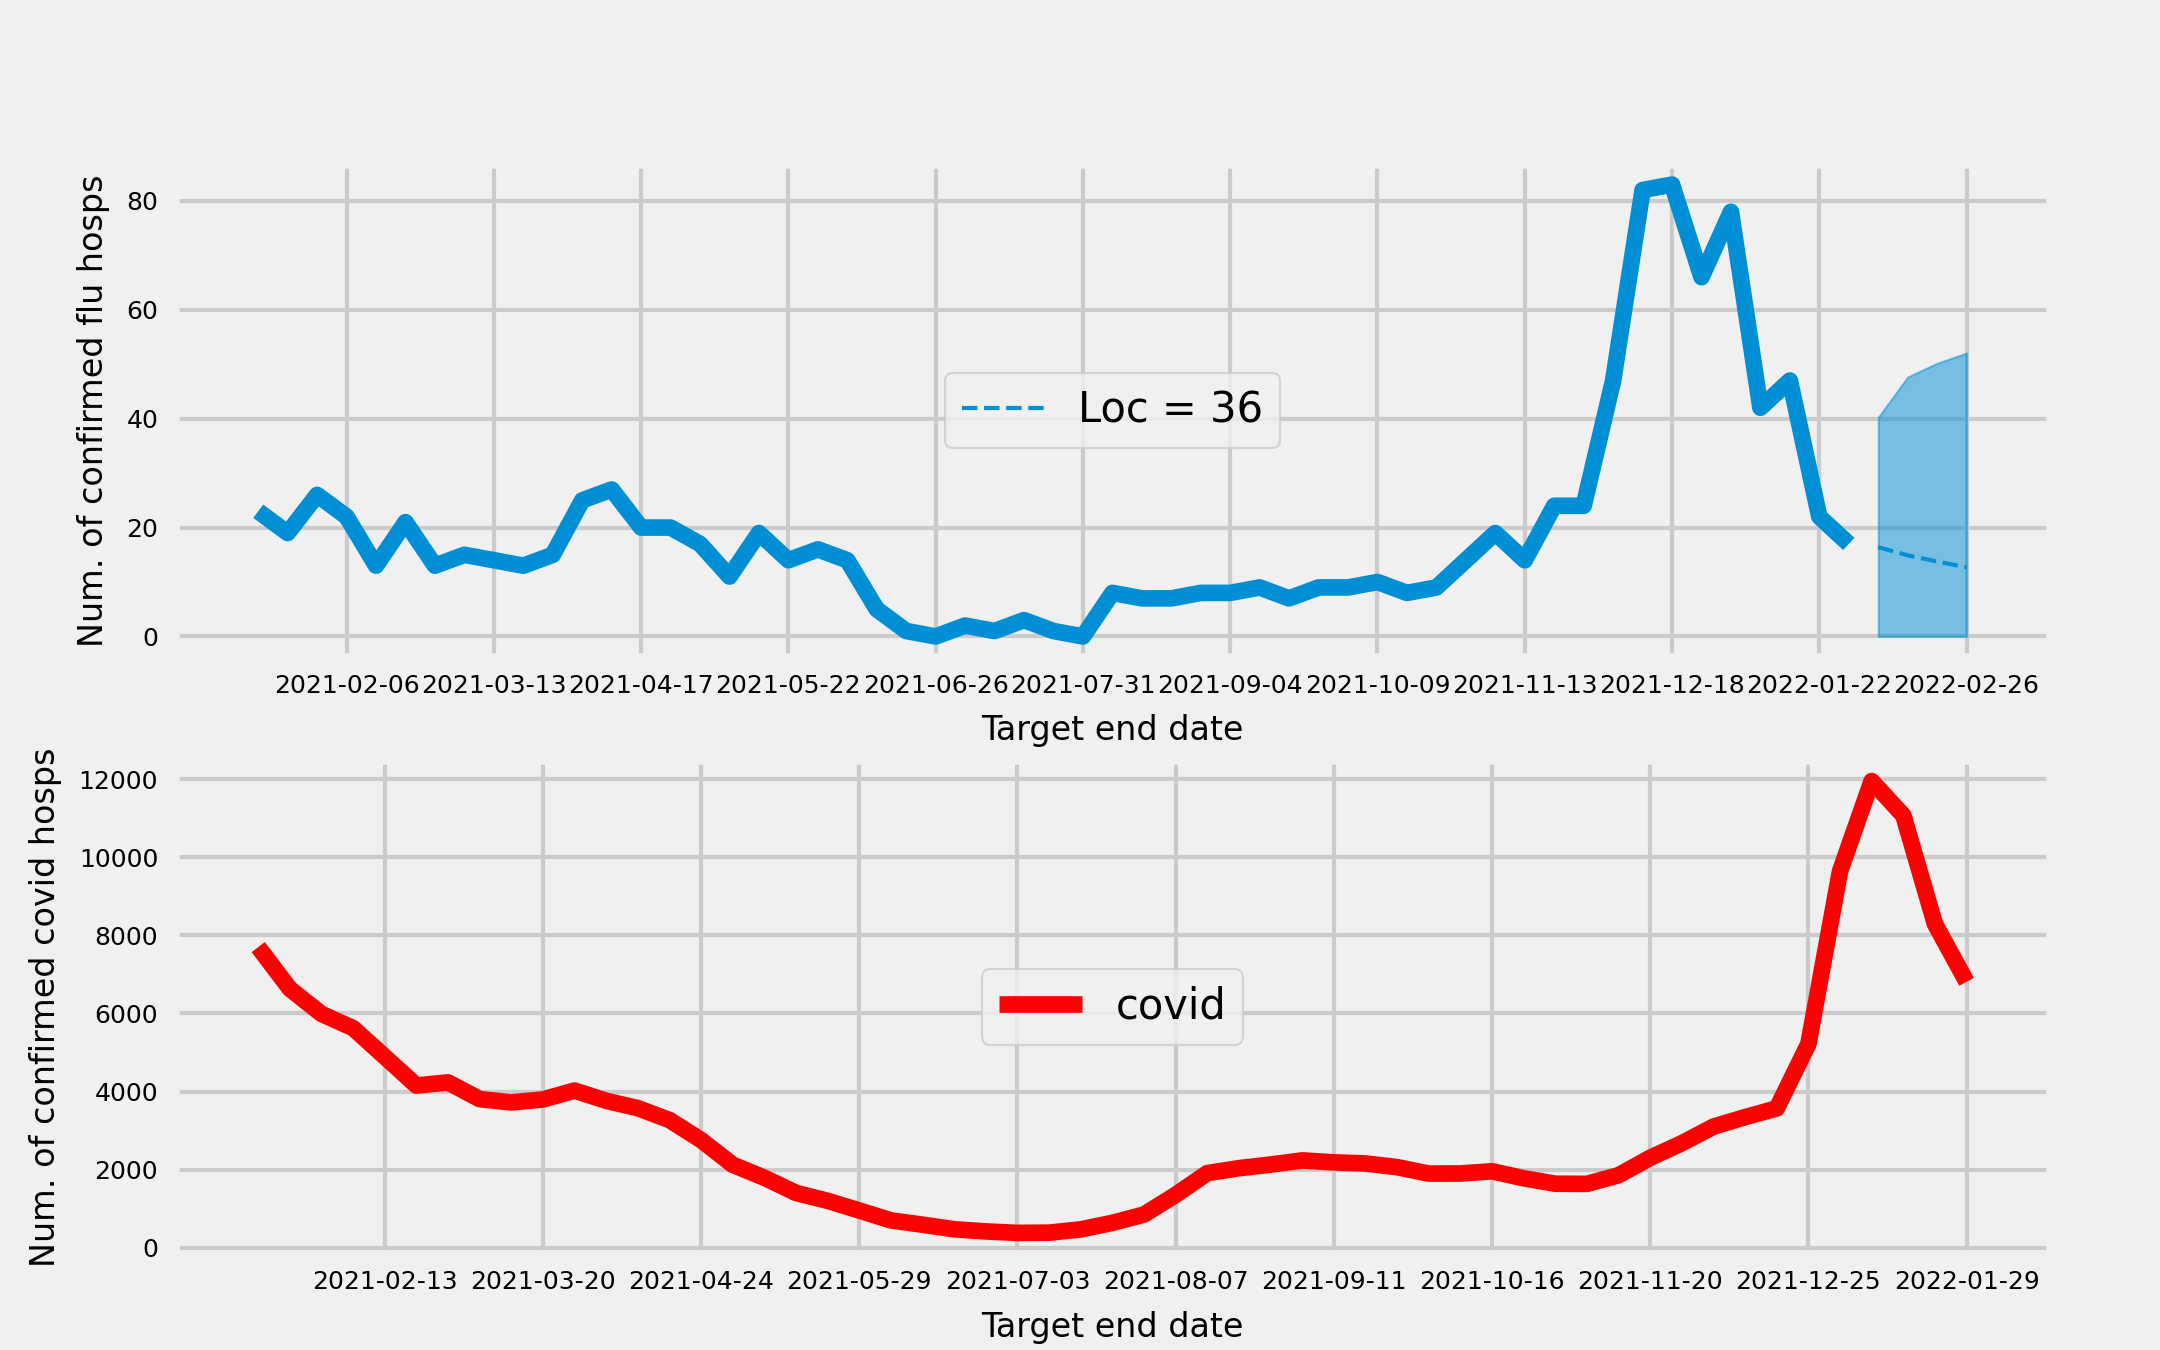 Num. of confirmed flu hosps
80
60
40
20
0
Loc = 36
2021-02-06 2021-03-13 2021-04-17 2021-05-22 2021-06-26 2021-07-31 2021-09-04 2021-10-09 2021-11-13 2021-12-18 2022-01-22 2022-02-26
Target end date
Num. of confirmed covid hosps
12000
10000
8000
6000
4000
2000
0
covid
2021-02-13 2021-03-20 2021-04-24 2021-05-29 2021-07-03 2021-08-07 2021-09-11 2021-10-16 2021-11-20 2021-12-25 2022-01-29
Target end date